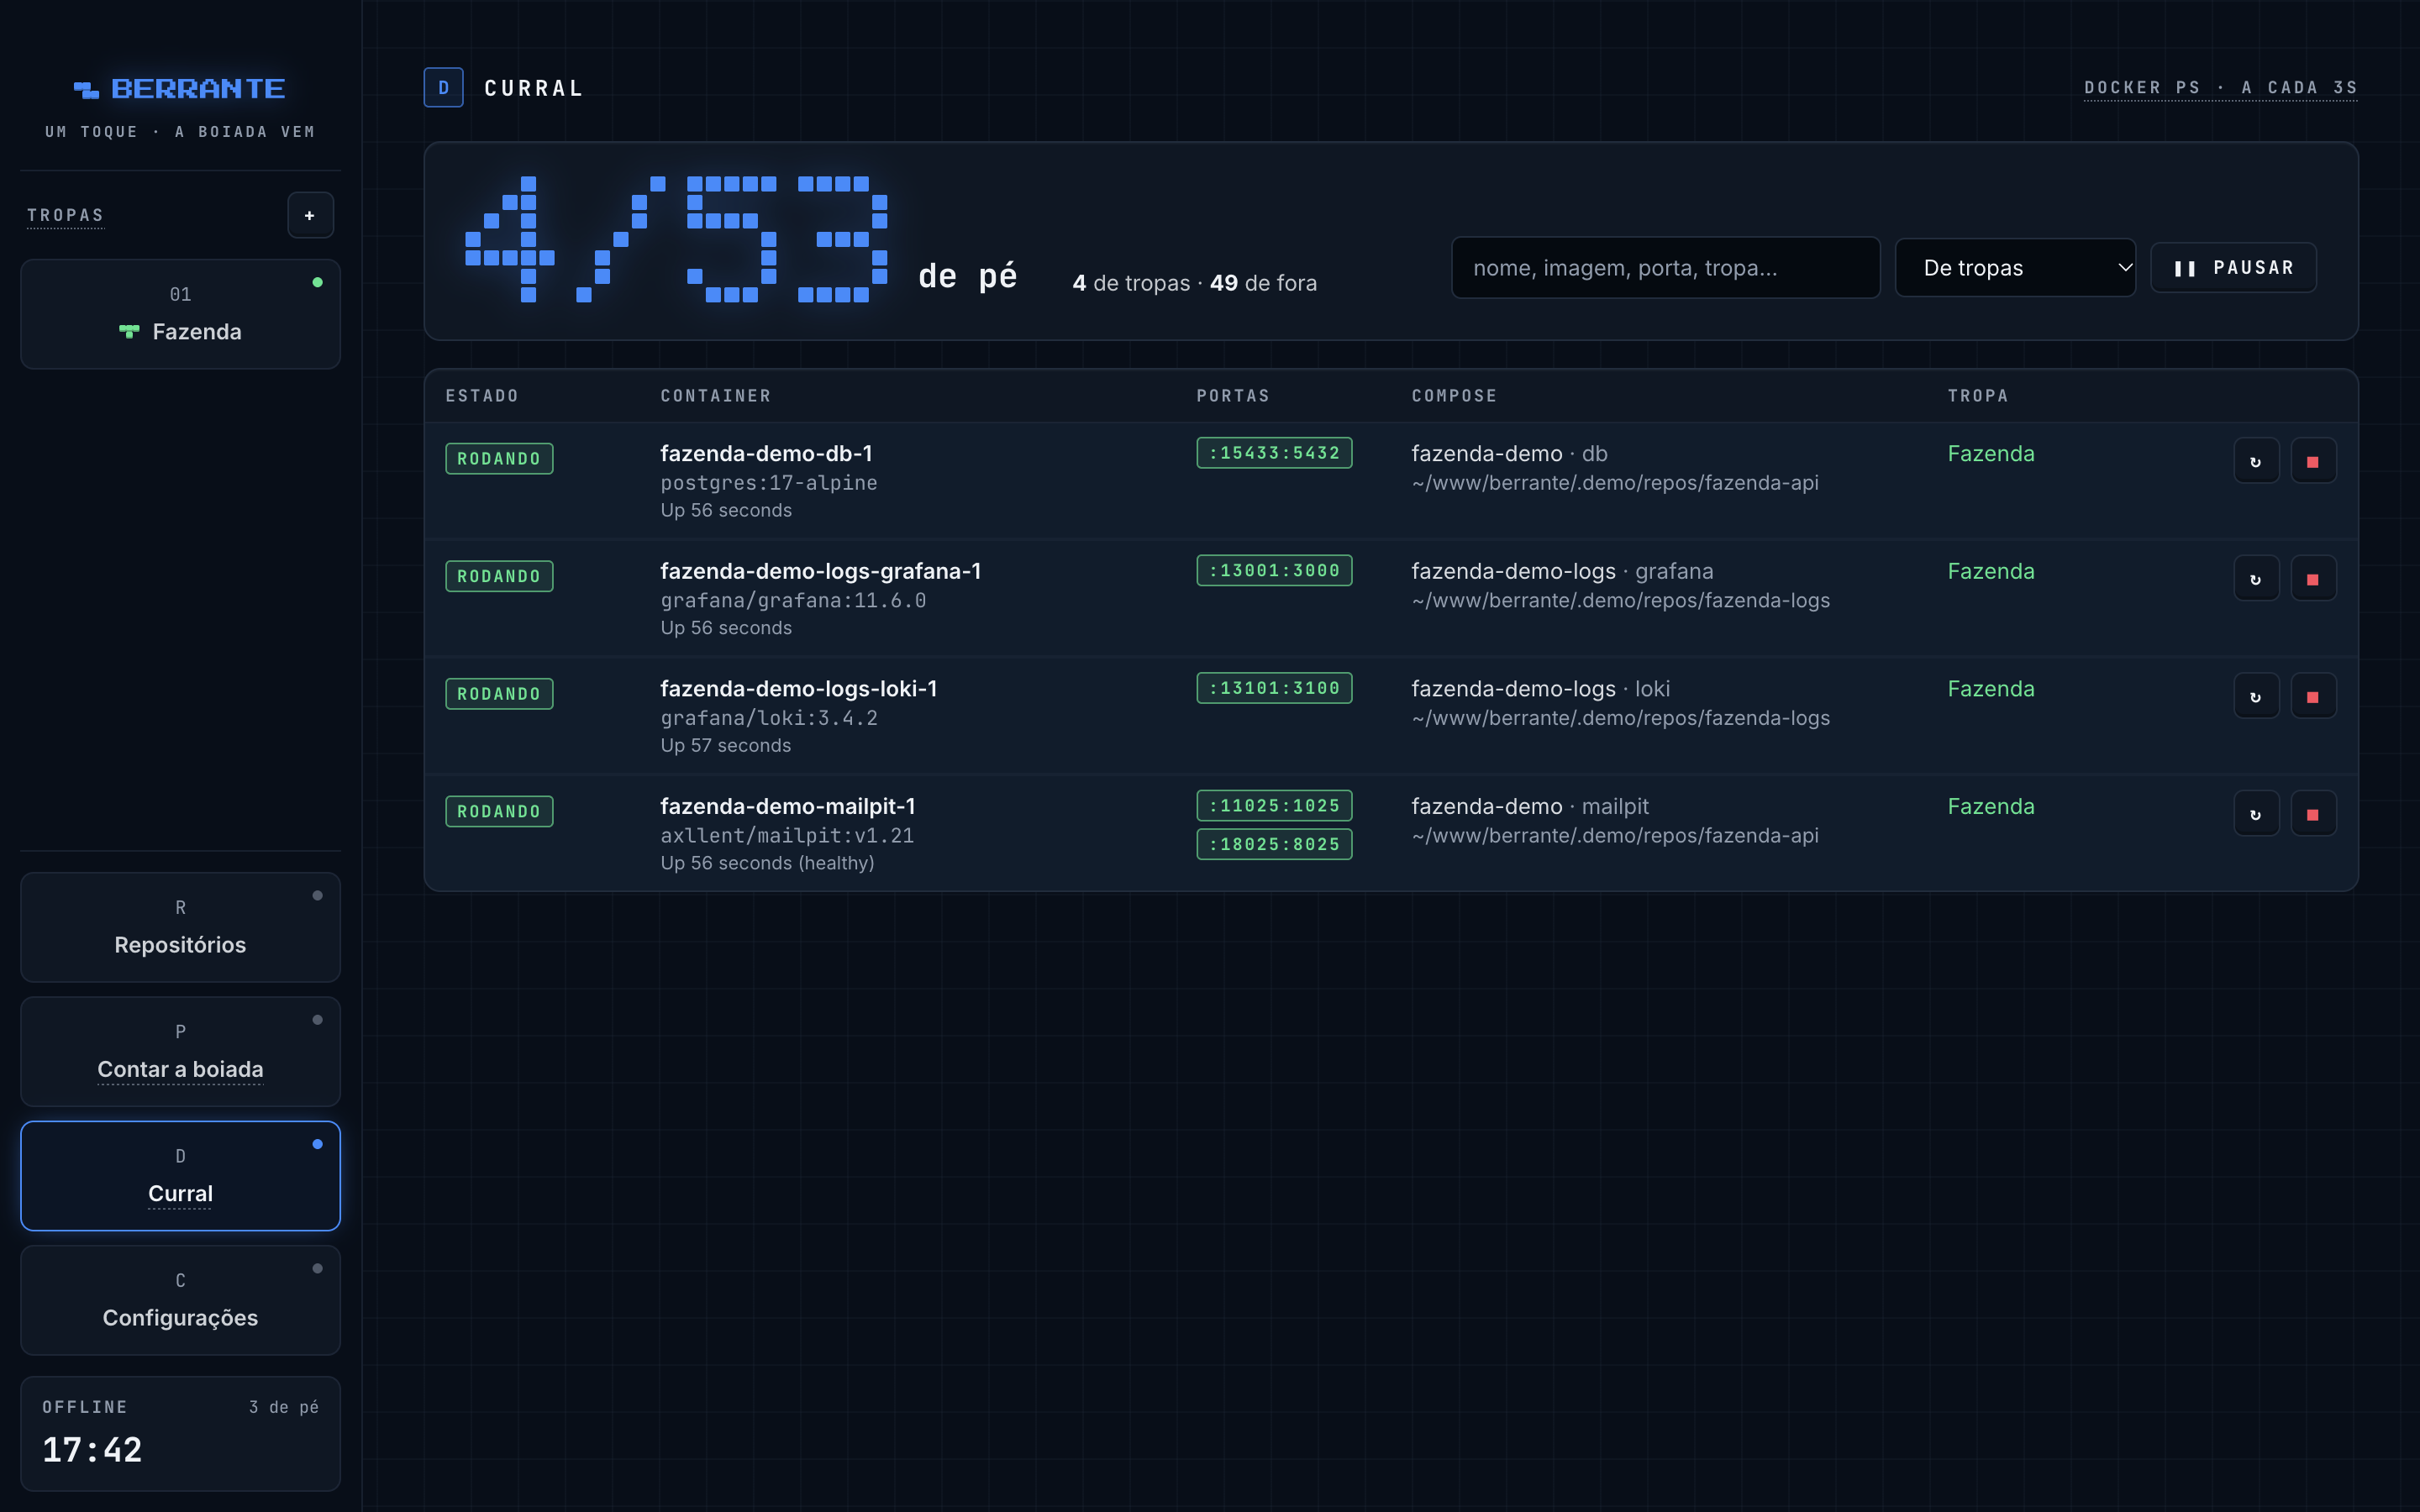 BERRANTE
UM TOQUE · A BOIADA VEM
TROPAS
+
01
Fazenda
R
Repositórios
P
Contar a boiada
D
Curral
C
Configurações
OFFLINE 3 de pé
17:42
D CURRAL
DOCKER PS · A CADA 3S
4/53 de pé
4 de tropas · 49 de fora
nome, imagem, porta, tropa...
De tropas
PAUSAR
ESTADO CONTAINER PORTAS COMPOSE TROPA
RODANDO fazenda-demo-db-1 :15433:5432 fazenda-demo · db Fazenda
postgres:17-alpine ~/www/berrante/.demo/repos/fazenda-api
Up 56 seconds
RODANDO fazenda-demo-logs-grafana-1 :13001:3000 fazenda-demo-logs · grafana Fazenda
grafana/grafana:11.6.0 ~/www/berrante/.demo/repos/fazenda-logs
Up 56 seconds
RODANDO fazenda-demo-logs-loki-1 :13101:3100 fazenda-demo-logs · loki Fazenda
grafana/loki:3.4.2 ~/www/berrante/.demo/repos/fazenda-logs
Up 57 seconds
RODANDO fazenda-demo-mailpit-1 :11025:1025 fazenda-demo · mailpit Fazenda
axllent/mailpit:v1.21 :18025:8025 ~/www/berrante/.demo/repos/fazenda-api
Up 56 seconds (healthy)